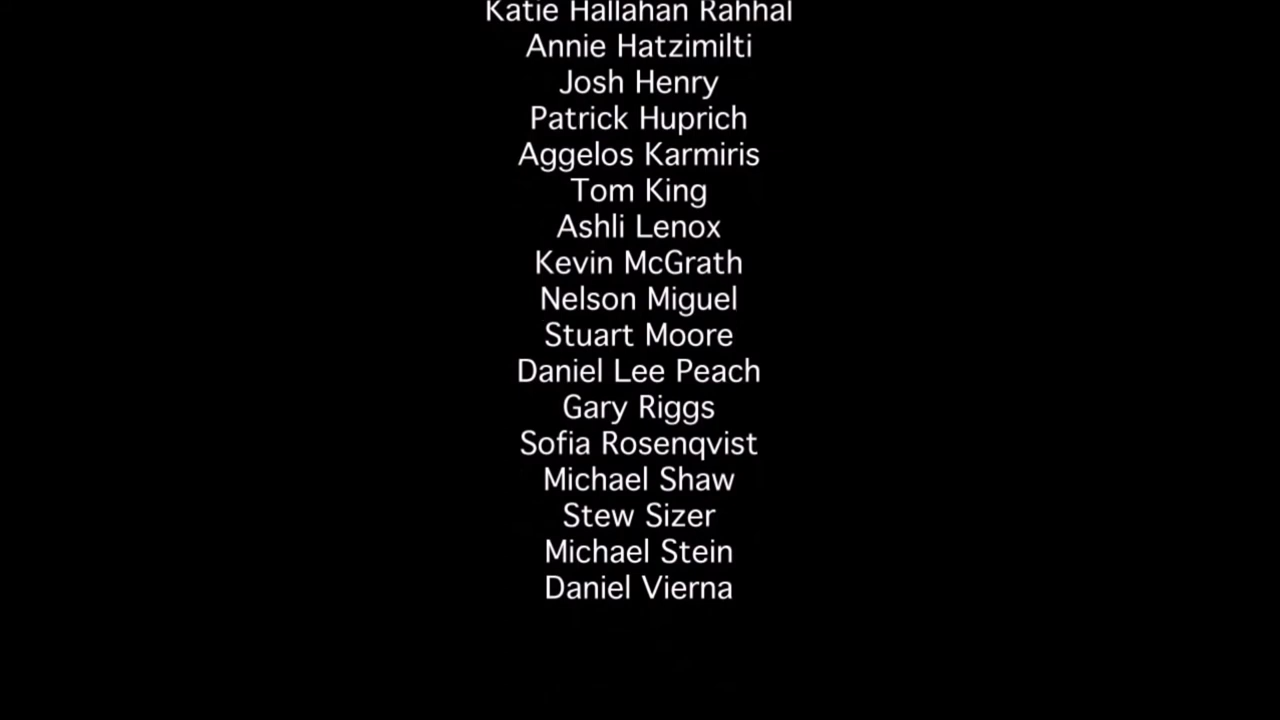 Katie Hallahan Rahhal
Annie Hatzimilti
Josh Henry
Patrick Huprich
Aggelos Karmiris
Tom King
Ashli Lenox
Kevin McGrath
Nelson Miguel
Stuart Moore
Daniel Lee Peach
Gary Riggs
Sofia Rosenqvist
Michael Shaw
Stew Sizer
Michael Stein
Daniel Vierna